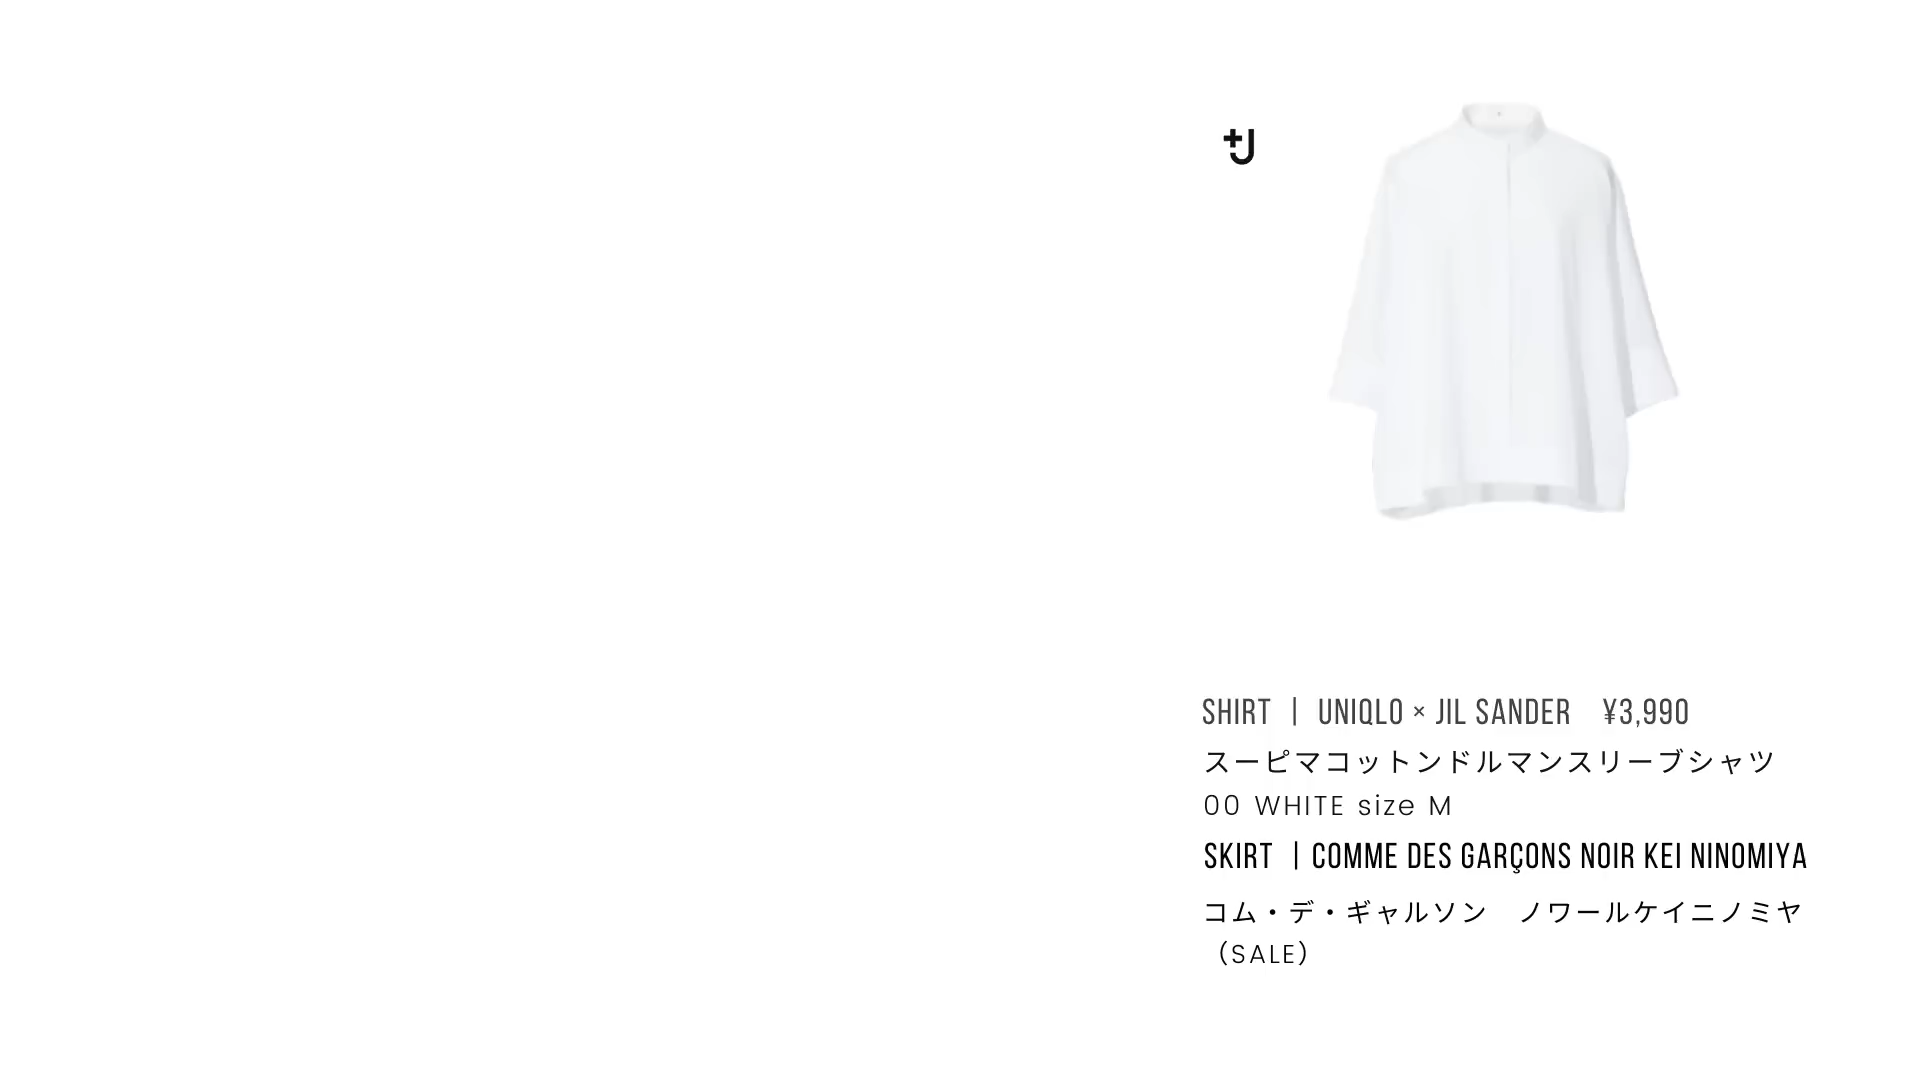 +J
SHIRT | UNIQLO × JIL SANDER ¥3,990
スーピマコットンドルマンスリーブシャツ
00 WHITE size M
SKIRT | COMME DES GARÇONS NOIR KEI NINOMIYA
コム・デ・ギャルソン　ノワールケイニノミヤ
（SALE）